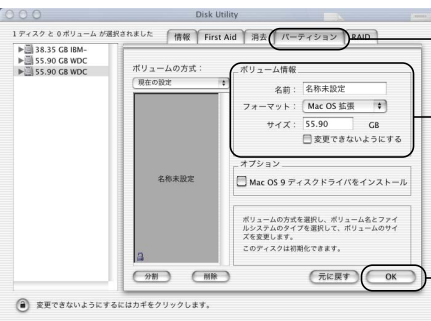 Disk Utility
1 ディスク と 0 ボリューム が選択されました
情報
First Aid
消去
パーティション
RAID
38.35 GB IBM-
55.90 GB WDC
55.90 GB WDC
ボリュームの方式：
現在の設定
名称未設定
分割
削除
ボリューム情報
名前：
名称未設定
フォーマット：
Mac OS 拡張
サイズ：
55.90
GB
変更できないようにする
オプション
Mac OS 9 ディスクドライバをインストール
ボリュームの方式を選択し、ボリューム名とファイ
ルシステムのタイプを選択して、ボリュームのサイ
ズを変更します。
このディスクは初期化できます。
元に戻す
OK
変更できないようにするにはカギをクリックします。